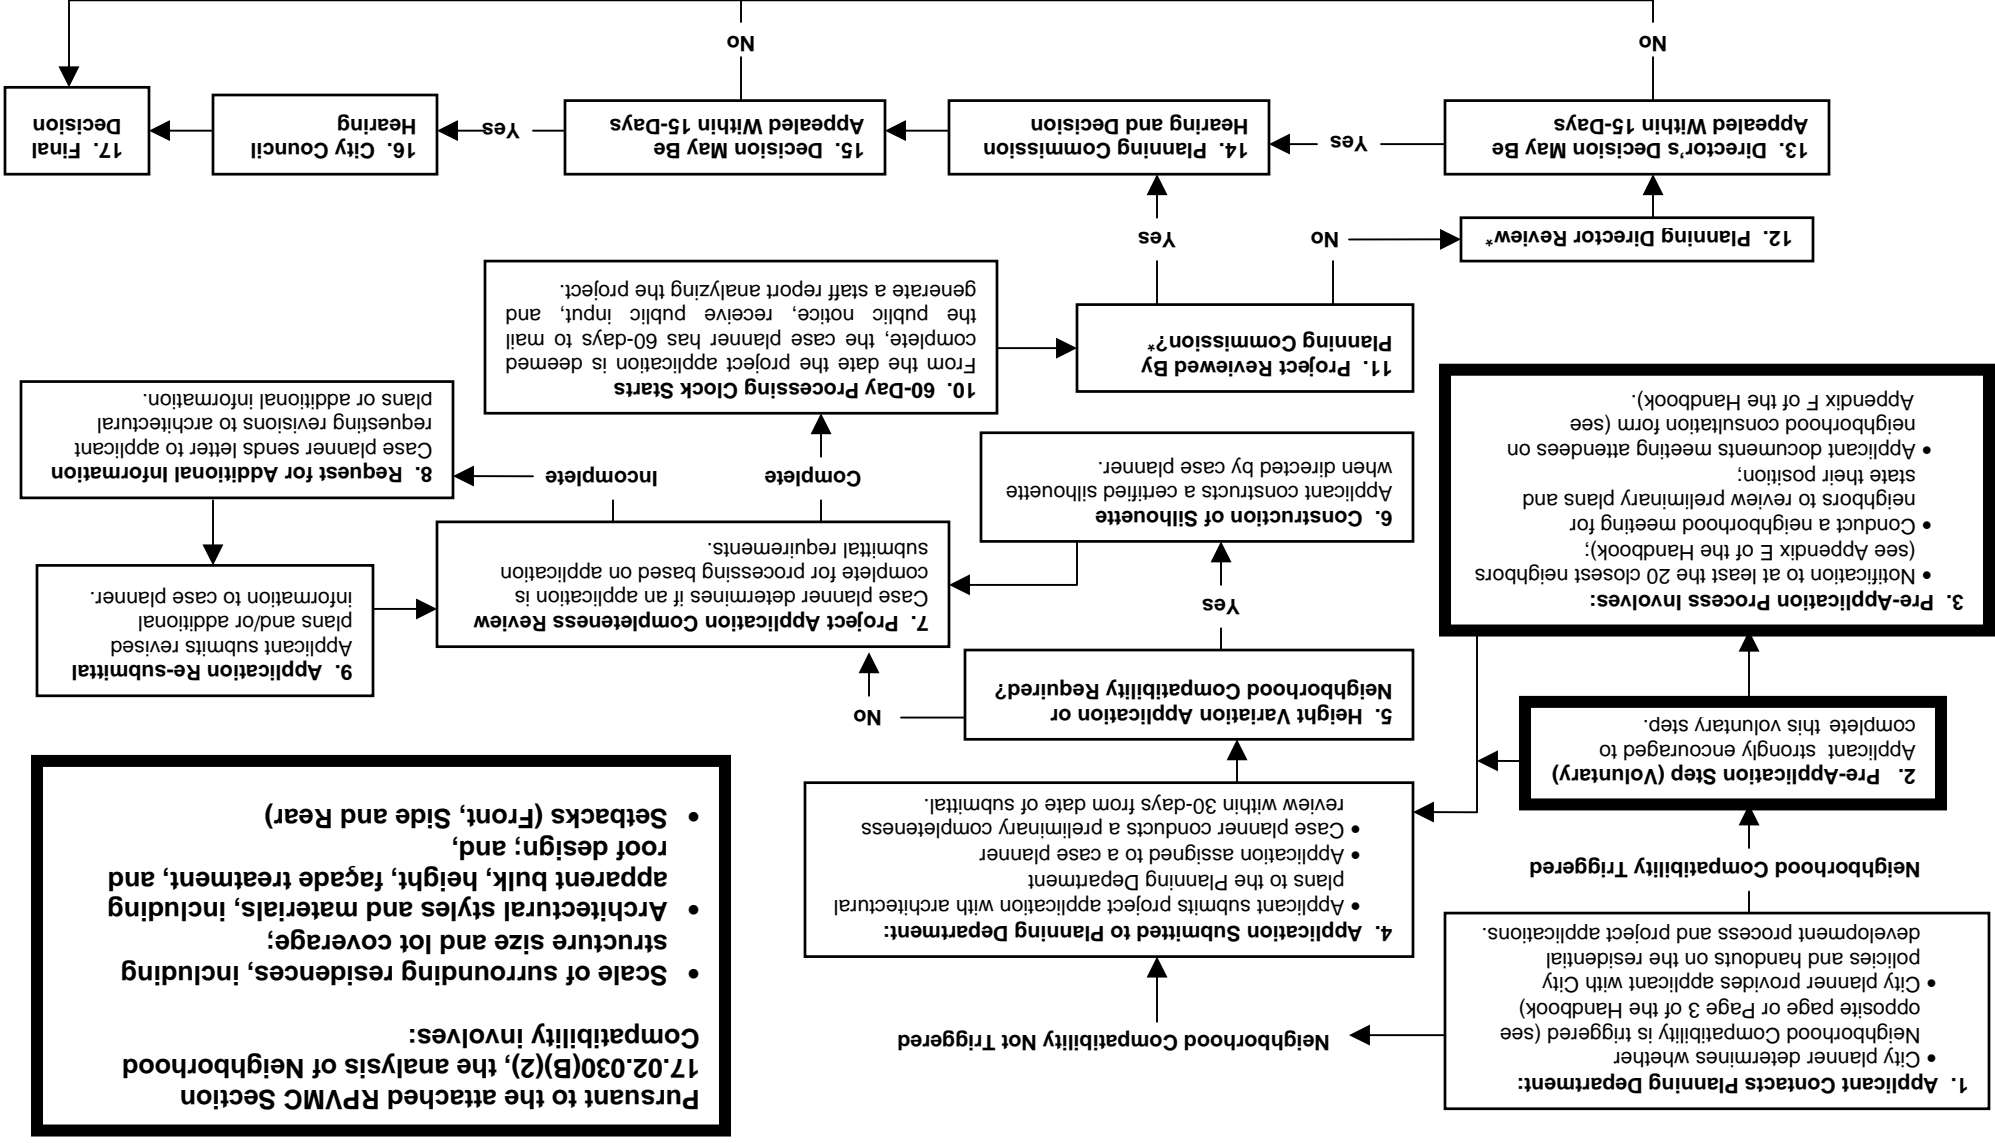 1. Applicant Contacts Planning Department:
• City planner determines whether
Neighborhood Compatibility is triggered (see
opposite page or Page 3 of the Handbook)
• City planner provides applicant with City
policies and handouts on the residential
development process and project applications.
Neighborhood Compatibility Not Triggered
Neighborhood Compatibility Triggered
Pursuant to the attached RPVMC Section
17.02.030(B)(2), the analysis of Neighborhood
Compatibility involves:
• Scale of surrounding residences, including
structure size and lot coverage;
• Architectural styles and materials, including
apparent bulk, height, façade treatment, and
roof design; and,
• Setbacks (Front, Side and Rear)
2. Pre-Application Step (Voluntary)
Applicant strongly encouraged to
complete this voluntary step.
3. Pre-Application Process Involves:
• Notification to at least the 20 closest neighbors
(see Appendix E of the Handbook);
• Conduct a neighborhood meeting for
neighbors to review preliminary plans and
state their position;
• Applicant documents meeting attendees on
neighborhood consultation form (see
Appendix F of the Handbook).
4. Application Submitted to Planning Department:
• Applicant submits project application with architectural
plans to the Planning Department
• Application assigned to a case planner
• Case planner conducts a preliminary completeness
review within 30-days from date of submittal.
5. Height Variation Application or
Neighborhood Compatibility Required?
No
Yes
6. Construction of Silhouette
Applicant constructs a certified silhouette
when directed by case planner.
7. Project Application Completeness Review
Case planner determines if an application is
complete for processing based on application
submittal requirements.
Complete
Incomplete
8. Request for Additional Information
Case planner sends letter to applicant
requesting revisions to architectural
plans or additional information.
9. Application Re-submittal
Applicant submits revised
plans and/or additional
information to case planner.
10. 60-Day Processing Clock Starts
From the date the project application is deemed
complete, the case planner has 60-days to mail
the public notice, receive public input, and
generate a staff report analyzing the project.
11. Project Reviewed By
Planning Commission?*
No
Yes
12. Planning Director Review*
13. Director's Decision May Be
Appealed Within 15-Days
Yes
No
14. Planning Commission
Hearing and Decision
15. Decision May Be
Appealed Within 15-Days
Yes
No
16. City Council
Hearing
17. Final
Decision